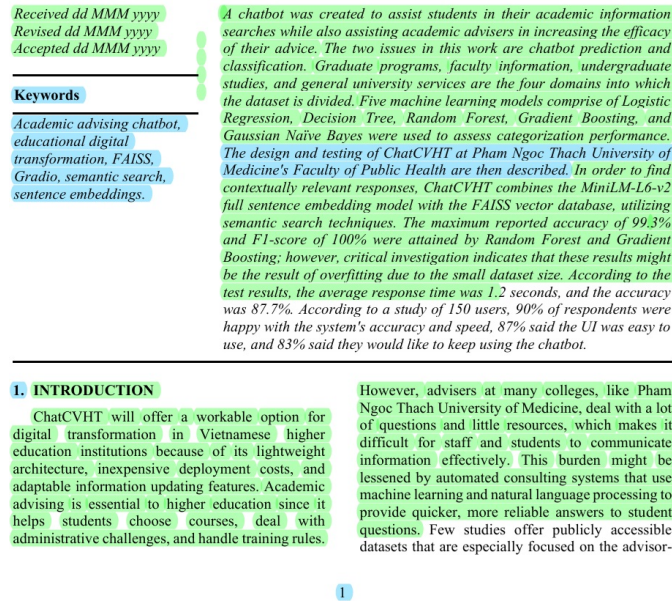 Received dd MMM yyyy
Revised dd MMM yyyy
Accepted dd MMM yyyy
Keywords
Academic advising chatbot,
educational digital
transformation, FAISS,
Gradio, semantic search,
sentence embeddings.
A chatbot was created to assist students in their academic information
searches while also assisting academic advisers in increasing the efficacy
of their advice. The two issues in this work are chatbot prediction and
classification. Graduate programs, faculty information, undergraduate
studies, and general university services are the four domains into which
the dataset is divided. Five machine learning models comprise of Logistic
Regression, Decision Tree, Random Forest, Gradient Boosting, and
Gaussian Naïve Bayes were used to assess categorization performance.
The design and testing of ChatCVHT at Pham Ngoc Thach University of
Medicine's Faculty of Public Health are then described. In order to find
contextually relevant responses, ChatCVHT combines the MiniLM-L6-v2
full sentence embedding model with the FAISS vector database, utilizing
semantic search techniques. The maximum reported accuracy of 99.3%
and F1-score of 100% were attained by Random Forest and Gradient
Boosting; however, critical investigation indicates that these results might
be the result of overfitting due to the small dataset size. According to the
test results, the average response time was 1.2 seconds, and the accuracy
was 87.7%. According to a study of 150 users, 90% of respondents were
happy with the system's accuracy and speed, 87% said the UI was easy to
use, and 83% said they would like to keep using the chatbot.
1. INTRODUCTION
ChatCVHT will offer a workable option for
digital transformation in Vietnamese higher
education institutions because of its lightweight
architecture, inexpensive deployment costs, and
adaptable information updating features. Academic
advising is essential to higher education since it
helps students choose courses, deal with
administrative challenges, and handle training rules.
However, advisers at many colleges, like Pham
Ngoc Thach University of Medicine, deal with a lot
of questions and little resources, which makes it
difficult for staff and students to communicate
information effectively. This burden might be
lessened by automated consulting systems that use
machine learning and natural language processing to
provide quicker, more reliable answers to student
questions. Few studies offer publicly accessible
datasets that are especially focused on the advisor-
1